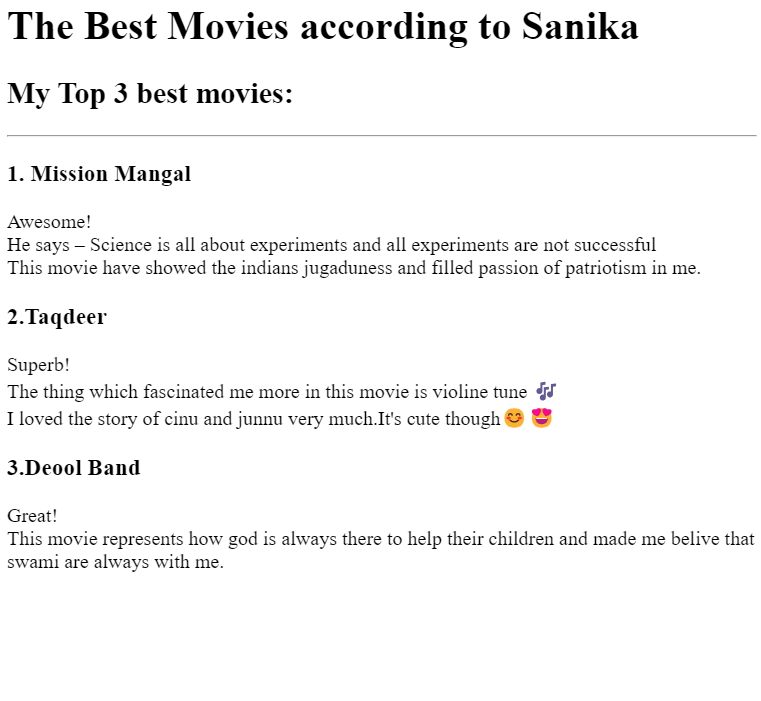 The Best Movies according to Sanika
My Top 3 best movies:
1. Mission Mangal
Awesome!
He says – Science is all about experiments and all experiments are not successful
This movie have showed the indians jugaduness and filled passion of patriotism in me.
2.Taqdeer
Superb!
The thing which fascinated me more in this movie is violine tune 🎶
I loved the story of cinu and junnu very much.It's cute though😊 😍
3.Deool Band
Great!
This movie represents how god is always there to help their children and made me belive that
swami are always with me.